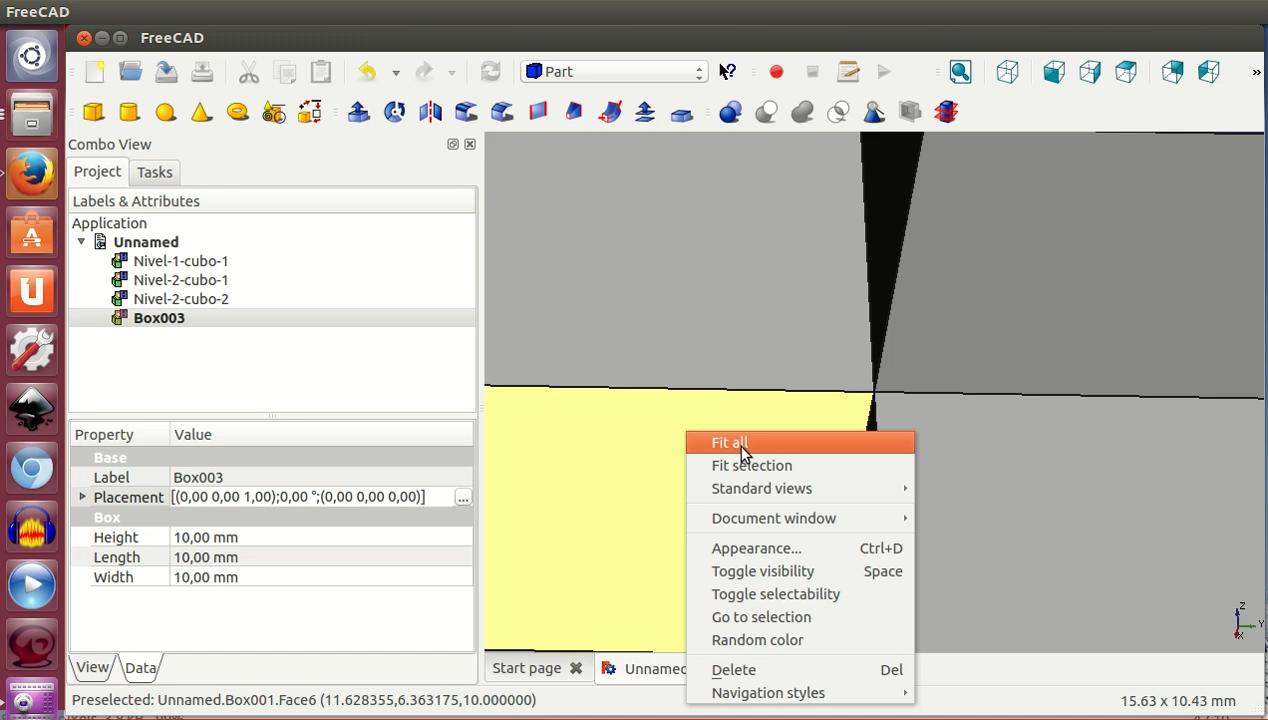 FreeCAD
FreeCAD
Part
»
Combo View
Project
Tasks
Labels & Attributes
Application
Unnamed
Nivel-1-cubo-1
Nivel-2-cubo-1
Nivel-2-cubo-2
Box003
Property
Value
Base
Label
Box003
Placement
[(0,00 0,00 1,00);0,00 °;(0,00 0,00 0,00)]
...
Box
Height
10,00 mm
Length
10,00 mm
Width
10,00 mm
View
Data
Fit all
Fit selection
Standard views
Document window
Appearance...
Ctrl+D
Toggle visibility
Space
Toggle selectability
Go to selection
Random color
Delete
Del
Navigation styles
Z
Y
X
Start page
Unnamed
Preselected: Unnamed.Box001.Face6 (11.628355,6.363175,10.000000)
15.63 x 10.43 mm